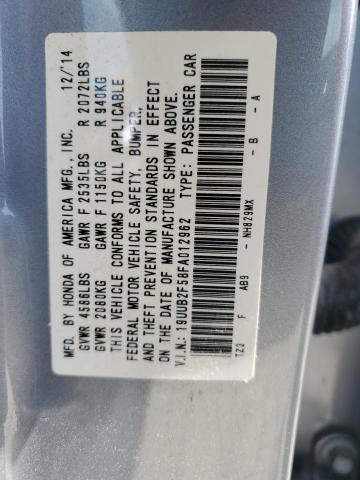 MFD. BY HONDA OF AMERICA MFG., INC. 12/'14
GVWR 4586LBS GAWR F 2535LBS R 2072LBS
GVWR 2080KG GAWR F 1150KG R 940KG
THIS VEHICLE CONFORMS TO ALL APPLICABLE
FEDERAL MOTOR VEHICLE SAFETY, BUMPER,
AND THEFT PREVENTION STANDARDS IN EFFECT
ON THE DATE OF MANUFACTURE SHOWN ABOVE.
V.I.N.: 19UUB2F58FA012962 TYPE: PASSENGER CAR
TZ3 F AB9 - NH829MX - B - A